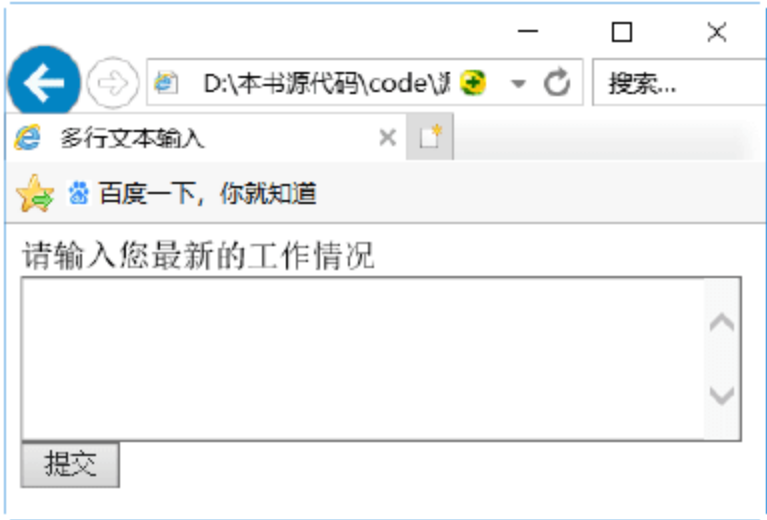 D:\本书源代码\code\
搜索...
多行文本输入
百度一下，你就知道
请输入您最新的工作情况
提交